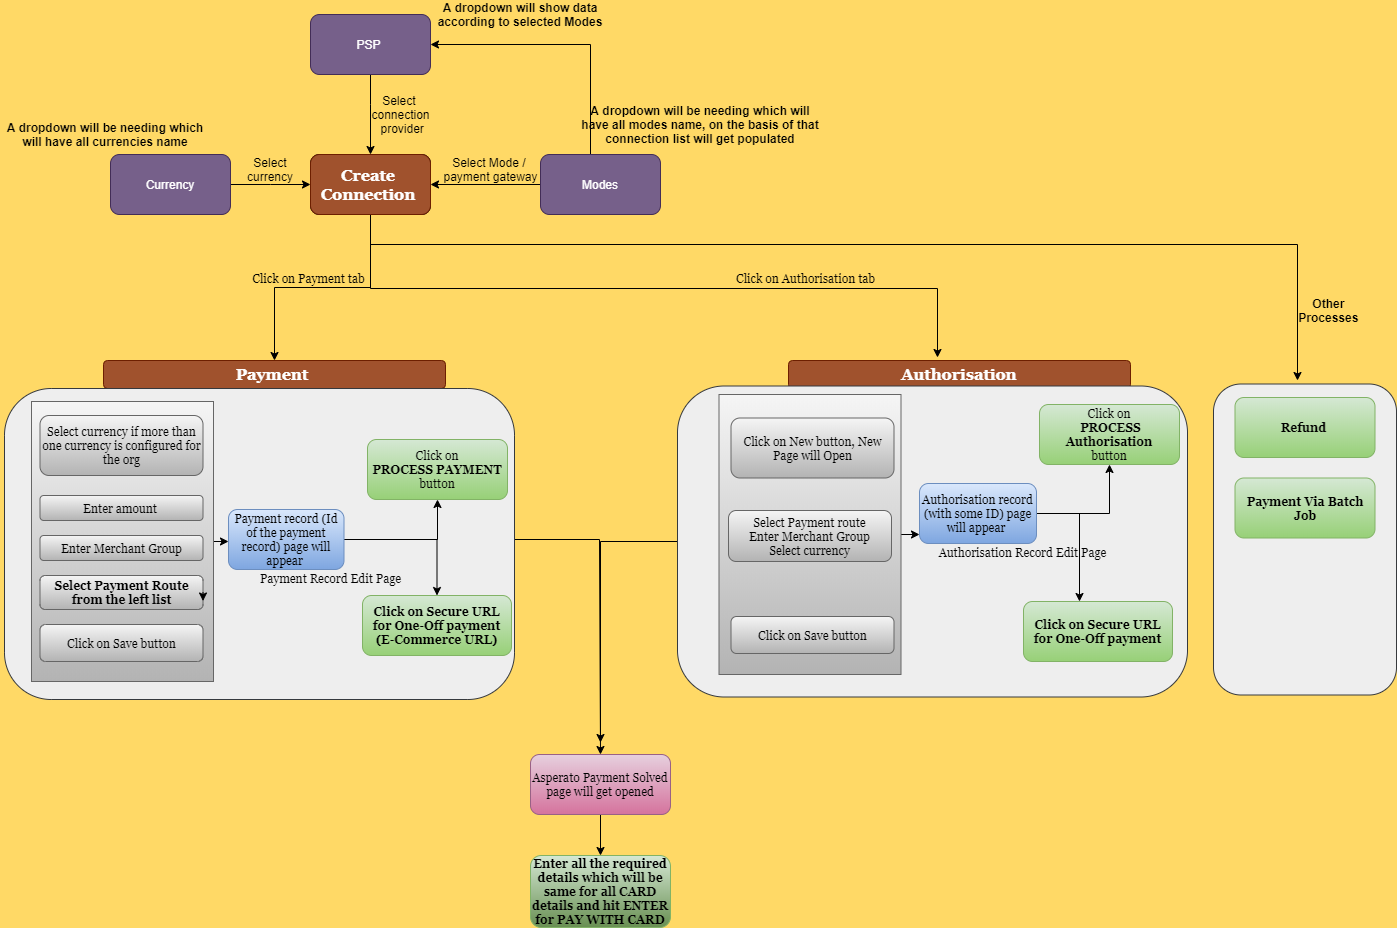 A dropdown will show data
according to selected Modes
PSP
Select
connection
provider
A dropdown will be needing which will
have all modes name, on the basis of that
connection list will get populated
A dropdown will be needing which
will have all currencies name
Currency
Select
currency
Create
Connection
Select Mode /
payment gateway
Modes
Click on Payment tab
Click on Authorisation tab
Other
Processes
Payment
Select currency if more than
one currency is configured for
the org
Enter amount
Enter Merchant Group
Select Payment Route
from the left list
Click on Save button
Payment record (Id
of the payment
record) page will
appear
Payment Record Edit Page
Click on
PROCESS PAYMENT
button
Click on Secure URL
for One-Off payment
(E-Commerce URL)
Authorisation
Click on New button, New
Page will Open
Select Payment route
Enter Merchant Group
Select currency
Click on Save button
Authorisation record
(with some ID) page
will appear
Authorisation Record Edit Page
Click on
PROCESS
Authorisation
button
Click on Secure URL
for One-Off payment
Refund
Payment Via Batch
Job
Asperato Payment Solved
page will get opened
Enter all the required
details which will be
same for all CARD
details and hit ENTER
for PAY WITH CARD